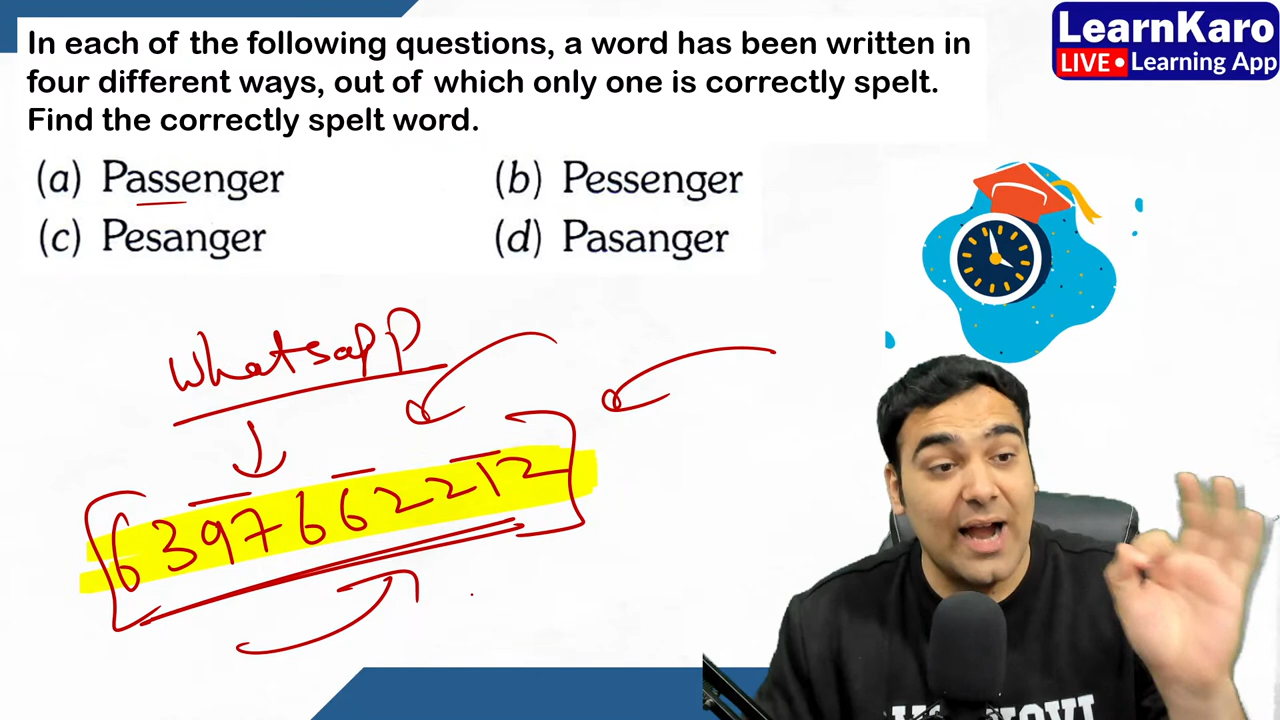 In each of the following questions, a word has been written in
four different ways, out of which only one is correctly spelt.
Find the correctly spelt word.
(a) Passenger
(b) Pessenger
(c) Pesanger
(d) Pasanger
LearnKaro
LIVE • Learning App
Whatsapp
6397662212